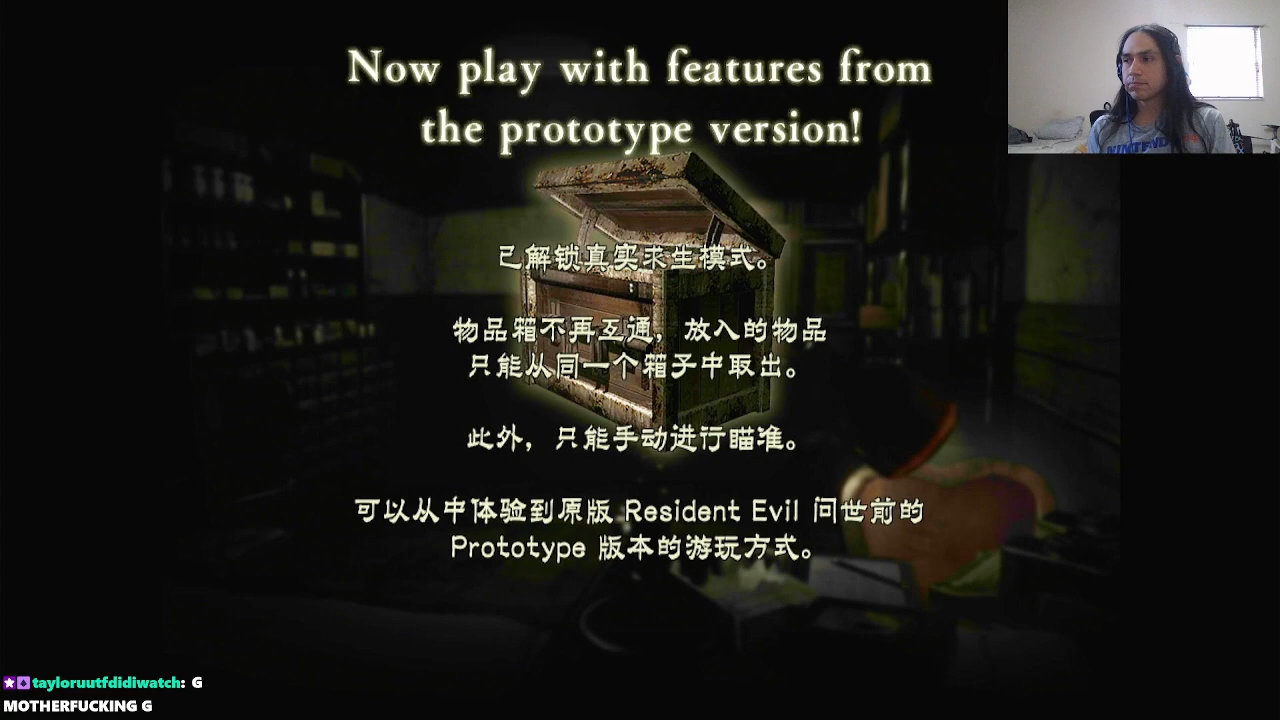 Now play with features from
the prototype version!
已解锁真实求生模式。
物品箱不再互通，放入的物品
只能从同一个箱子中取出。
此外，只能手动进行瞄准。
可以从中体验到原版 Resident Evil 问世前的
Prototype 版本的游玩方式。
NINTENDO
tayloruutfdidiwatch: G
MOTHERFUCKING G